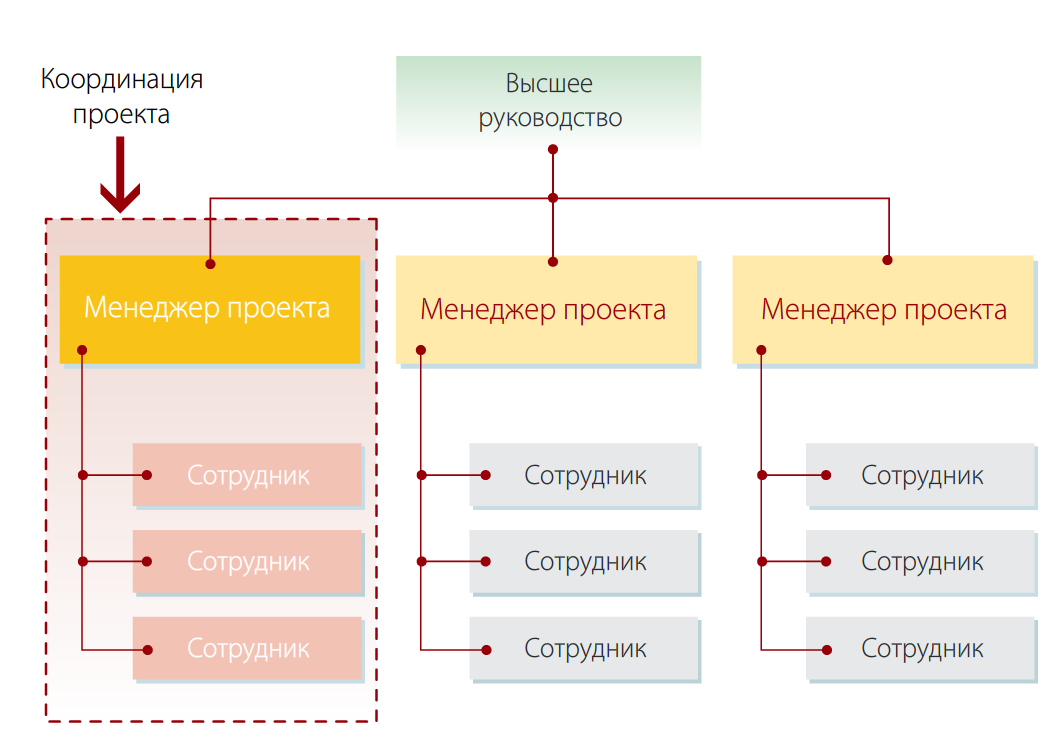 Координация
проекта
Высшее
руководство
Менеджер проекта
Менеджер проекта
Менеджер проекта
Сотрудник
Сотрудник
Сотрудник
Сотрудник
Сотрудник
Сотрудник
Сотрудник
Сотрудник
Сотрудник